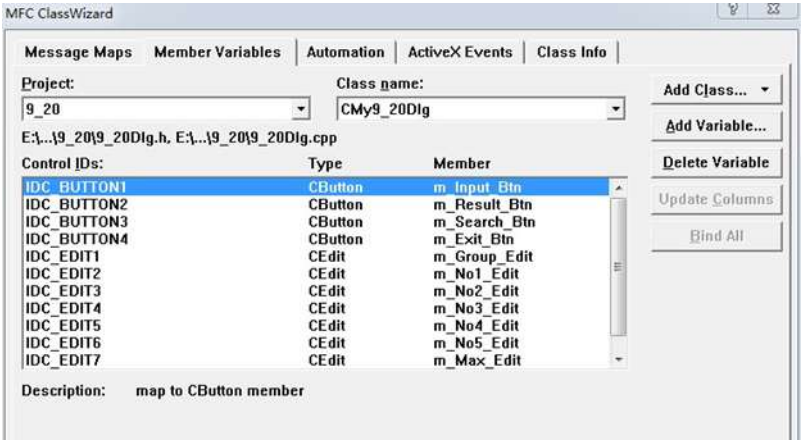 MFC ClassWizard
Message Maps Member Variables Automation ActiveX Events Class Info
Project: Class name:
9_20 CMy9_20Dlg
Add Class...
E:\...\9_20\9_20Dlg.h, E:\...\9_20\9_20Dlg.cpp
Add Variable...
Control IDs: Type Member
Delete Variable
IDC_BUTTON1 CButton m_Input_Btn
IDC_BUTTON2 CButton m_Result_Btn
Update Columns
IDC_BUTTON3 CButton m_Search_Btn
IDC_BUTTON4 CButton m_Exit_Btn
Bind All
IDC_EDIT1 CEdit m_Group_Edit
IDC_EDIT2 CEdit m_No1_Edit
IDC_EDIT3 CEdit m_No2_Edit
IDC_EDIT4 CEdit m_No3_Edit
IDC_EDIT5 CEdit m_No4_Edit
IDC_EDIT6 CEdit m_No5_Edit
IDC_EDIT7 CEdit m_Max_Edit
Description: map to CButton member